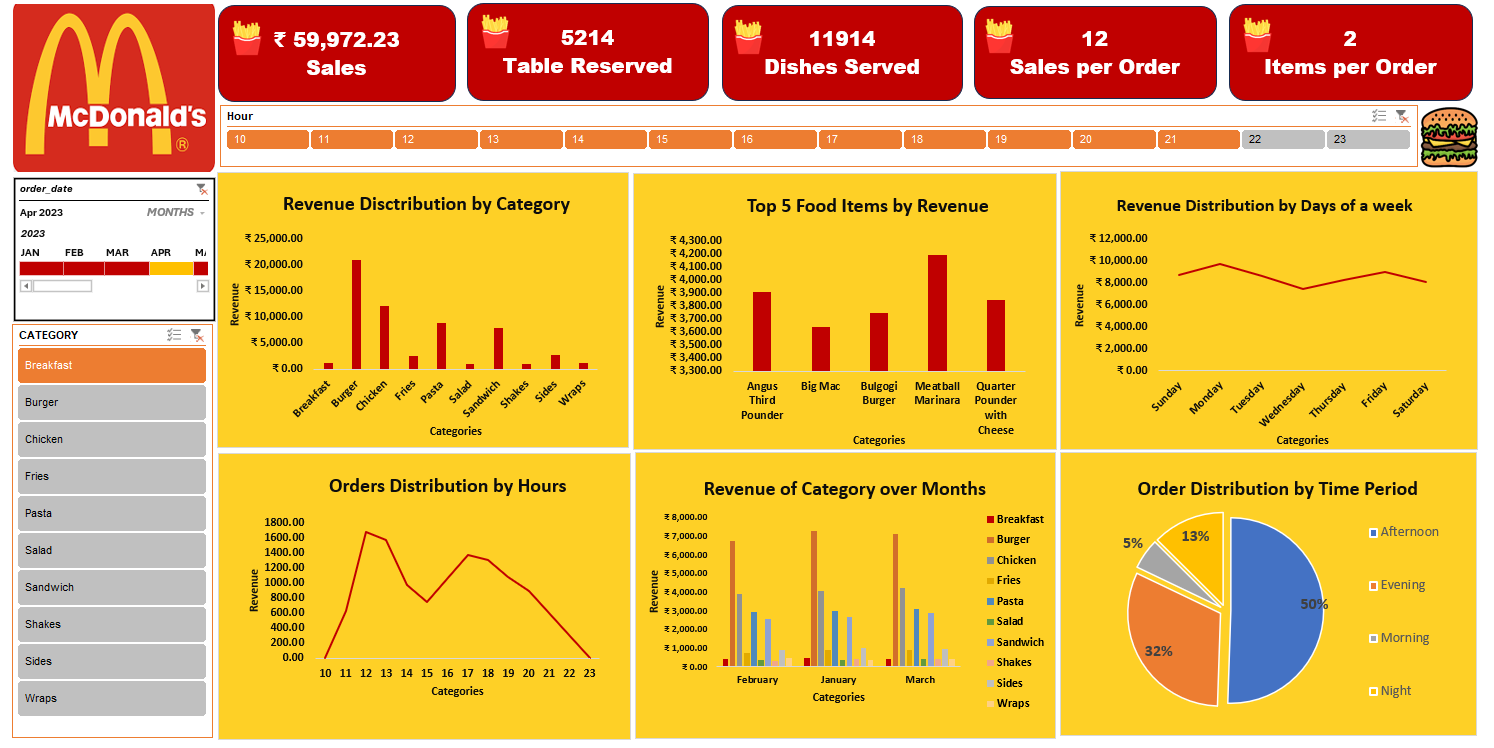 McDonald's
®
₹ 59,972.23
Sales
5214
Table Reserved
11914
Dishes Served
12
Sales per Order
2
Items per Order
Hour
10 11 12 13 14 15 16 17 18 19 20 21 22 23
order_date
Apr 2023 MONTHS
2023
JAN FEB MAR APR
CATEGORY
Breakfast
Burger
Chicken
Fries
Pasta
Salad
Sandwich
Shakes
Sides
Wraps
Revenue Disctribution by Category
₹ 25,000.00
₹ 20,000.00
₹ 15,000.00
₹ 10,000.00
₹ 5,000.00
₹ 0.00
Revenue
Breakfast
Burger
Chicken
Fries
Pasta
Salad
Sandwich
Shakes
Sides
Wraps
Categories
Top 5 Food Items by Revenue
₹ 4,300.00
₹ 4,200.00
₹ 4,100.00
₹ 4,000.00
₹ 3,900.00
₹ 3,800.00
₹ 3,700.00
₹ 3,600.00
₹ 3,500.00
₹ 3,400.00
₹ 3,300.00
Revenue
Angus
Third
Pounder
Big Mac
Bulgogi
Burger
Meatball
Marinara
Quarter
Pounder
with
Cheese
Categories
Revenue Distribution by Days of a week
₹ 12,000.00
₹ 10,000.00
₹ 8,000.00
₹ 6,000.00
₹ 4,000.00
₹ 2,000.00
₹ 0.00
Revenue
Sunday
Monday
Tuesday
Wednesday
Thursday
Friday
Saturday
Categories
Orders Distribution by Hours
1800.00
1600.00
1400.00
1200.00
1000.00
800.00
600.00
400.00
200.00
0.00
Revenue
10 11 12 13 14 15 16 17 18 19 20 21 22 23
Categories
Revenue of Category over Months
₹ 8,000.00
₹ 7,000.00
₹ 6,000.00
₹ 5,000.00
₹ 4,000.00
₹ 3,000.00
₹ 2,000.00
₹ 1,000.00
₹ 0.00
Revenue
February January March
Categories
Breakfast
Burger
Chicken
Fries
Pasta
Salad
Sandwich
Shakes
Sides
Wraps
Order Distribution by Time Period
13%
5%
50%
32%
Afternoon
Evening
Morning
Night